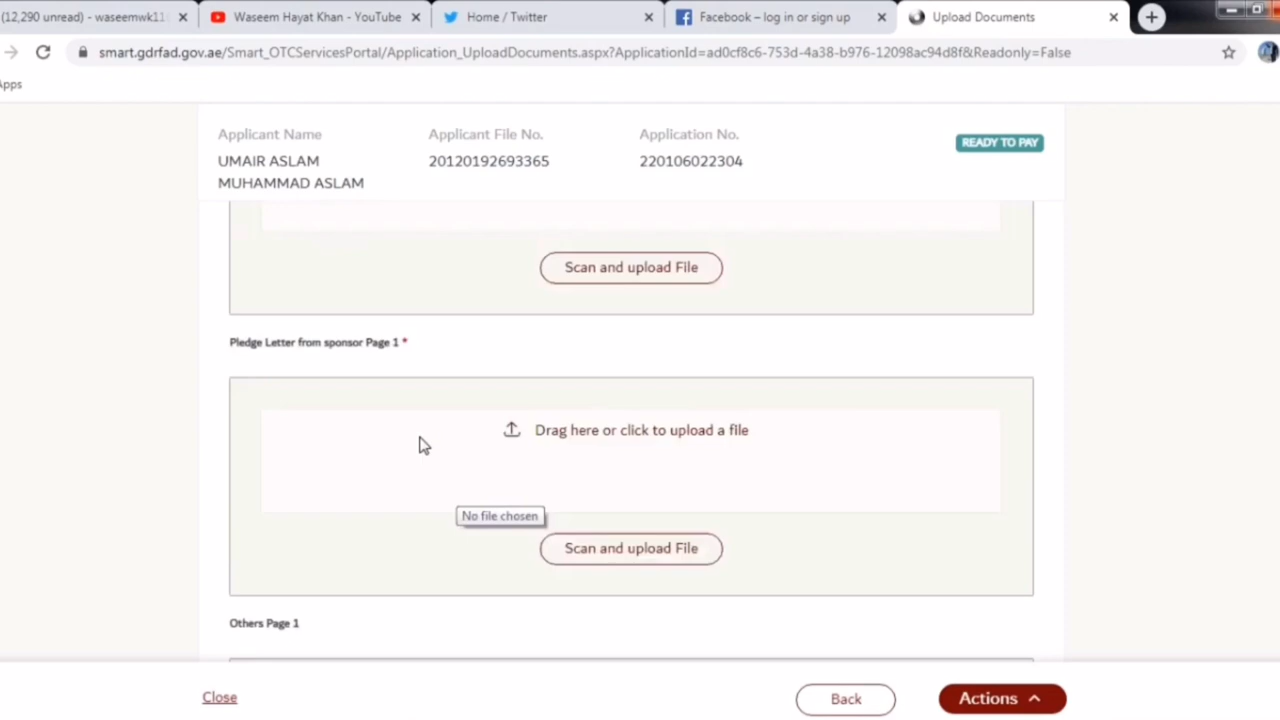 (12,290 unread) - waseemwk11
Waseem Hayat Khan - YouTube
Home / Twitter
Facebook – log in or sign up
Upload Documents
smart.gdrfad.gov.ae/Smart_OTCServicesPortal/Application_UploadDocuments.aspx?ApplicationId=ad0cf8c6-753d-4a38-b976-12098ac94d8f&Readonly=False
Apps
Applicant Name
Applicant File No.
Application No.
READY TO PAY
UMAIR ASLAM
MUHAMMAD ASLAM
20120192693365
220106022304
Scan and upload File
Pledge Letter from sponsor Page 1 *
Drag here or click to upload a file
No file chosen
Scan and upload File
Others Page 1
Close
Back
Actions